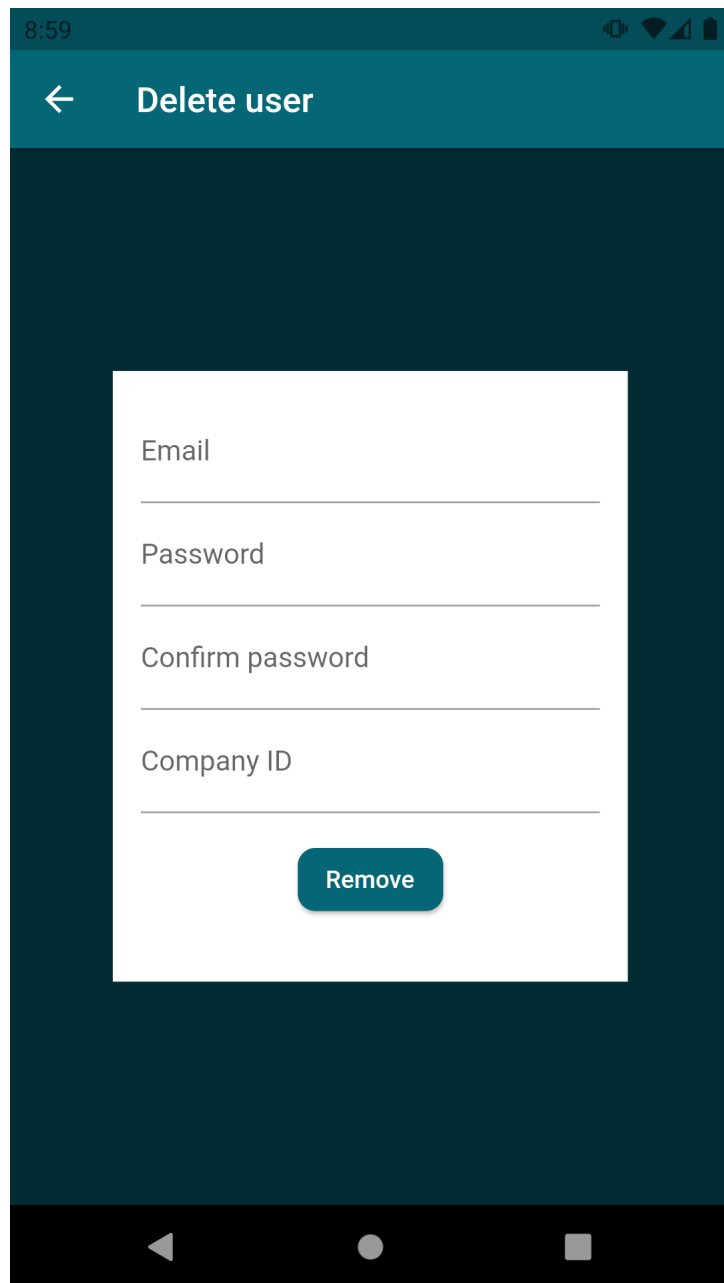 8:59
Delete user
Email
Password
Confirm password
Company ID
Remove